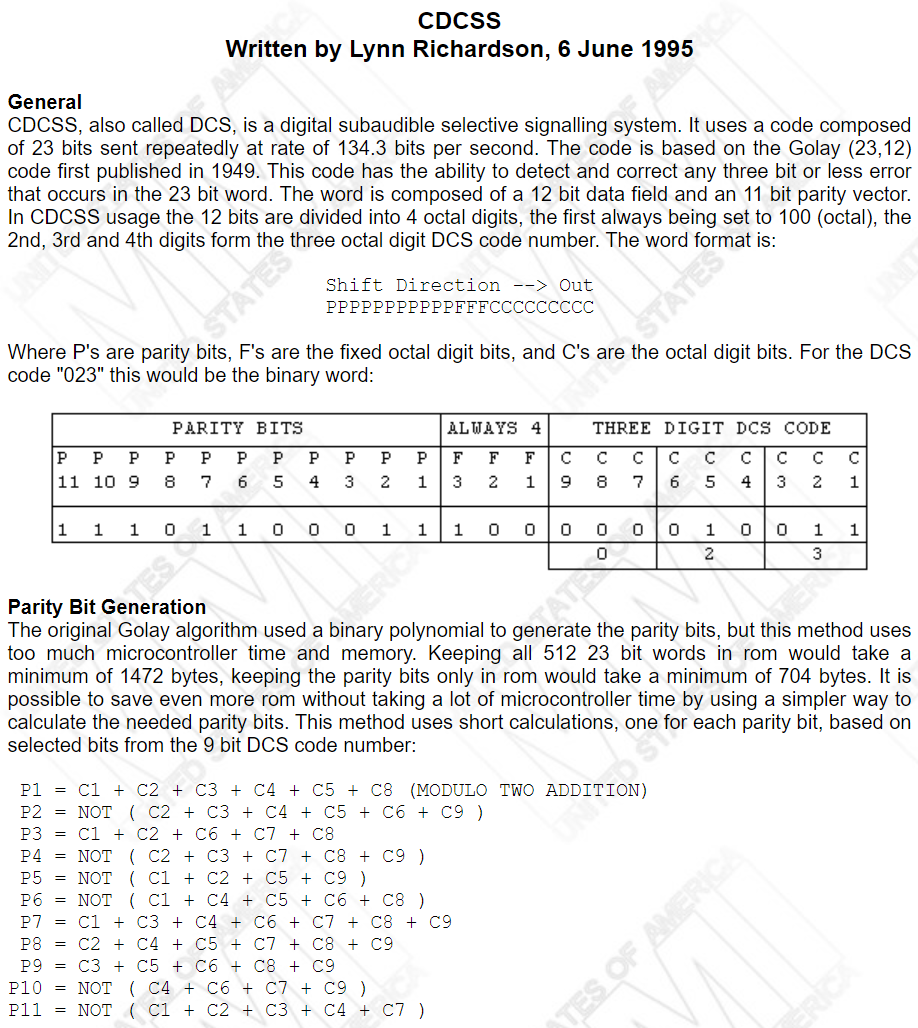 CDCSS
Written by Lynn Richardson, 6 June 1995
General
CDCSS, also called DCS, is a digital subaudible selective signalling system. It uses a code composed
of 23 bits sent repeatedly at rate of 134.3 bits per second. The code is based on the Golay (23,12)
code first published in 1949. This code has the ability to detect and correct any three bit or less error
that occurs in the 23 bit word. The word is composed of a 12 bit data field and an 11 bit parity vector.
In CDCSS usage the 12 bits are divided into 4 octal digits, the first always being set to 100 (octal), the
2nd, 3rd and 4th digits form the three octal digit DCS code number. The word format is:
Shift Direction --> Out
PPPPPPPPPPPFFFCCCCCCCCC
Where P's are parity bits, F's are the fixed octal digit bits, and C's are the octal digit bits. For the DCS
code "023" this would be the binary word:
PARITY BITS ALWAYS 4 THREE DIGIT DCS CODE
P P P P P P P P P P P F F F C C C C C C C C C
11 10 9 8 7 6 5 4 3 2 1 3 2 1 9 8 7 6 5 4 3 2 1
1 1 1 0 1 1 0 0 0 1 1 1 0 0 0 0 0 0 1 0 0 1 1
0 2 3
Parity Bit Generation
The original Golay algorithm used a binary polynomial to generate the parity bits, but this method uses
too much microcontroller time and memory. Keeping all 512 23 bit words in rom would take a
minimum of 1472 bytes, keeping the parity bits only in rom would take a minimum of 704 bytes. It is
possible to save even more rom without taking a lot of microcontroller time by using a simpler way to
calculate the needed parity bits. This method uses short calculations, one for each parity bit, based on
selected bits from the 9 bit DCS code number:
P1 = C1 + C2 + C3 + C4 + C5 + C8 (MODULO TWO ADDITION)
P2 = NOT ( C2 + C3 + C4 + C5 + C6 + C9 )
P3 = C1 + C2 + C6 + C7 + C8
P4 = NOT ( C2 + C3 + C7 + C8 + C9 )
P5 = NOT ( C1 + C2 + C5 + C9 )
P6 = NOT ( C1 + C4 + C5 + C6 + C8 )
P7 = C1 + C3 + C4 + C6 + C7 + C8 + C9
P8 = C2 + C4 + C5 + C7 + C8 + C9
P9 = C3 + C5 + C6 + C8 + C9
P10 = NOT ( C4 + C6 + C7 + C9 )
P11 = NOT ( C1 + C2 + C3 + C4 + C7 )